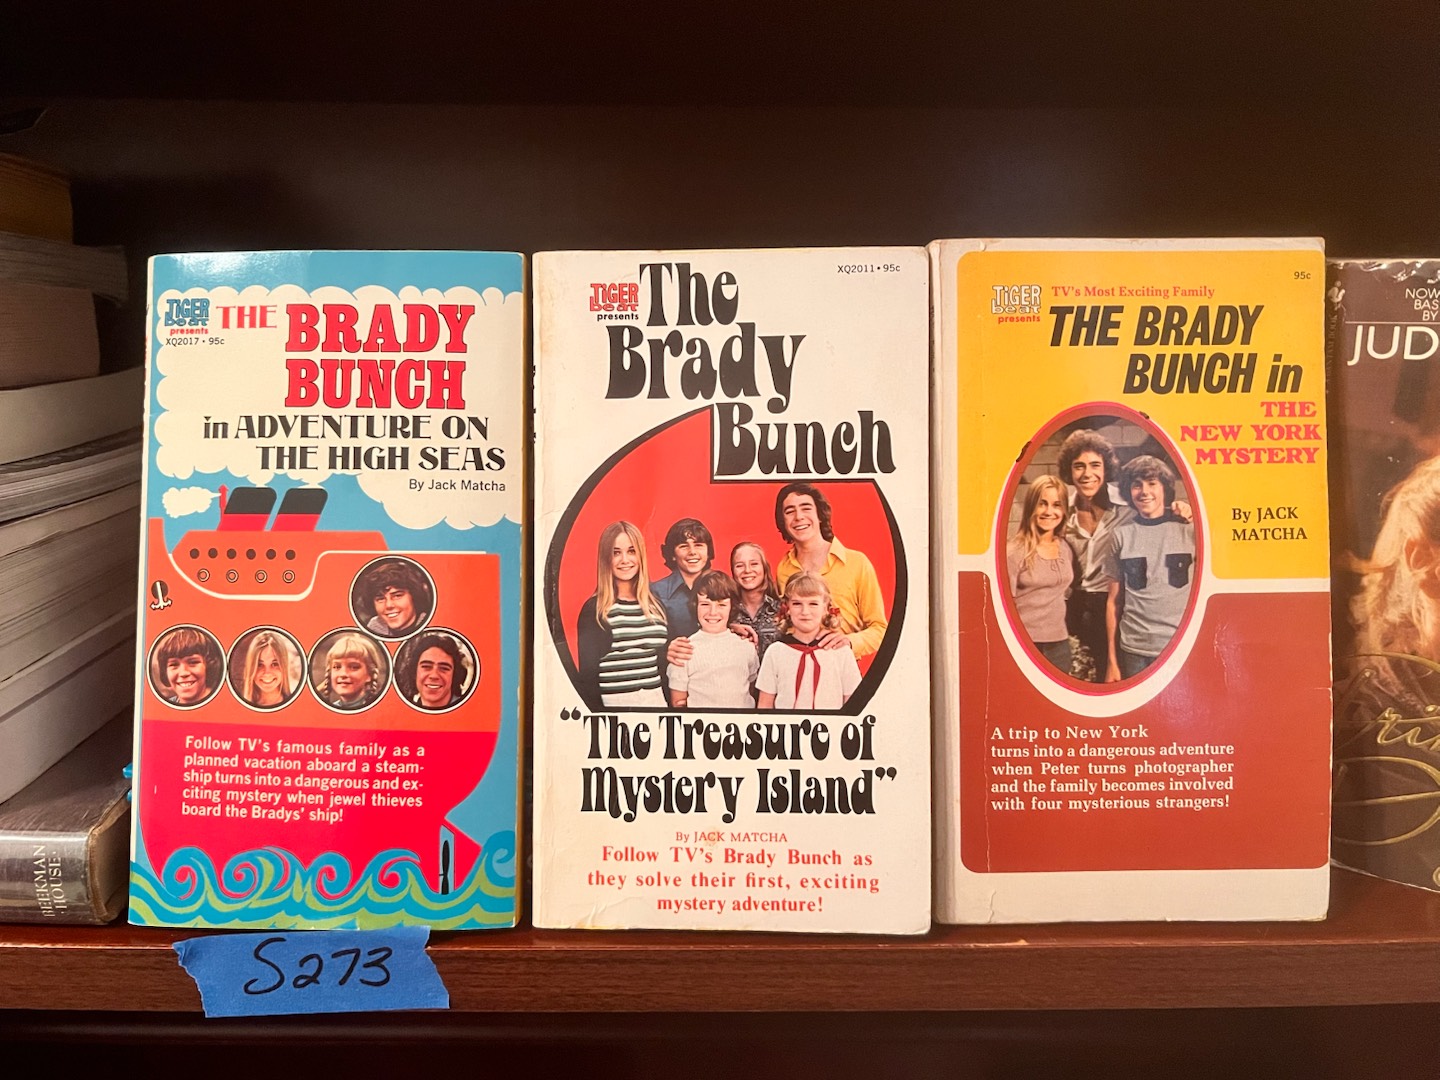 TiGER
beat
presents
XQ2017 • 95c
THE BRADY
BUNCH
in ADVENTURE ON
THE HIGH SEAS
By Jack Matcha
Follow TV's famous family as a
planned vacation aboard a steam-
ship turns into a dangerous and ex-
citing mystery when jewel thieves
board the Bradys' ship!
XQ2011 • 95c
TiGER
beat
presents
The
Brady
Bunch
"The Treasure of
Mystery Island"
By JACK MATCHA
Follow TV's Brady Bunch as
they solve their first, exciting
mystery adventure!
95c
TiGER
beat
presents
TV's Most Exciting Family
THE BRADY
BUNCH in
THE
NEW YORK
MYSTERY
By JACK
MATCHA
A trip to New York
turns into a dangerous adventure
when Peter turns photographer
and the family becomes involved
with four mysterious strangers!
NOW
BAS
BY
JUD
BEEKMAN
HOUSE
S273